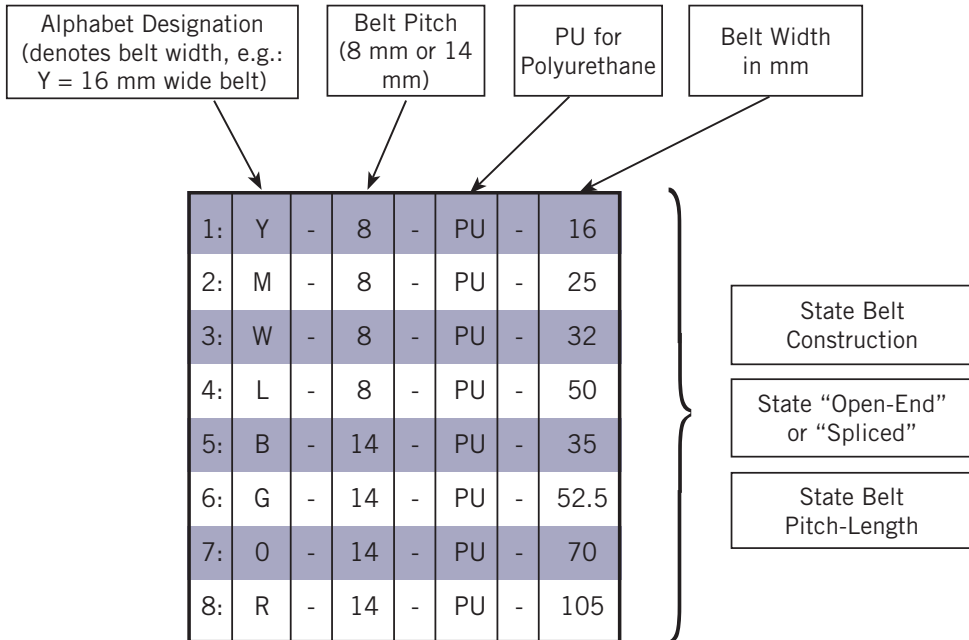 Alphabet Designation
(denotes belt width, e.g.:
Y = 16 mm wide belt)
Belt Pitch
(8 mm or 14
mm)
PU for
Polyurethane
Belt Width
in mm
1: Y - 8 - PU - 16
2: M - 8 - PU - 25
3: W - 8 - PU - 32
4: L - 8 - PU - 50
5: B - 14 - PU - 35
6: G - 14 - PU - 52.5
7: O - 14 - PU - 70
8: R - 14 - PU - 105
State Belt
Construction
State “Open-End”
or “Spliced”
State Belt
Pitch-Length